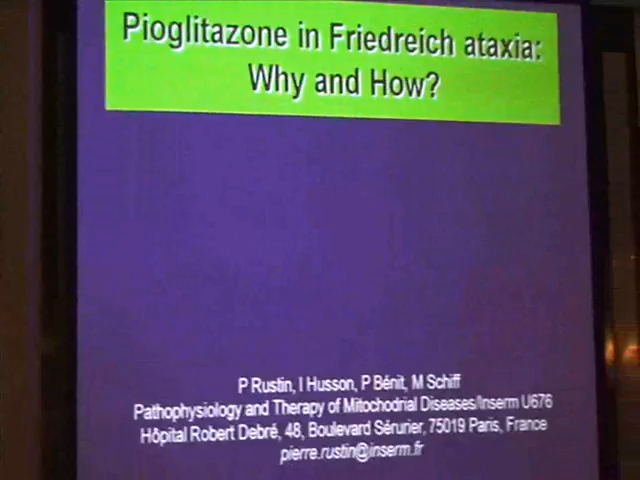 Pioglitazone in Friedreich ataxia:
Why and How?
P Rustin, I Husson, P Bénit, M Schiff
Pathophysiology and Therapy of Mitochodrial Diseases/Inserm U676
Hôpital Robert Debré, 48, Boulevard Sérurier, 75019 Paris, France
pierre.rustin@inserm.fr